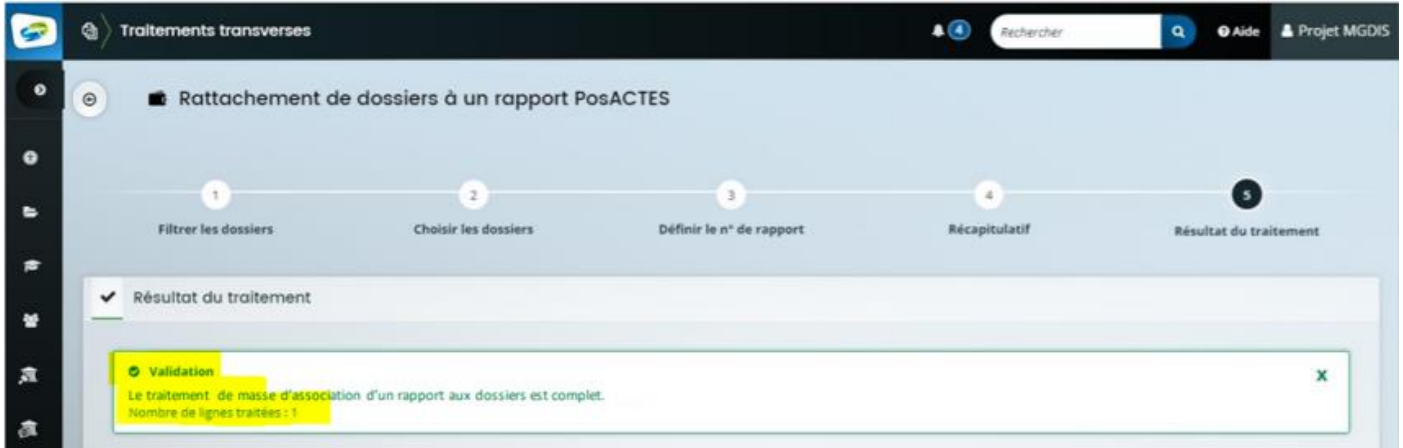 Traitements transverses
4
Rechercher
Aide
Projet MGDIS
Rattachement de dossiers à un rapport PosACTES
1
2
3
4
5
Filtrer les dossiers
Choisir les dossiers
Définir le n° de rapport
Récapitulatif
Résultat du traitement
Résultat du traitement
Validation
X
Le traitement de masse d'association d'un rapport aux dossiers est complet.
Nombre de lignes traitées : 1